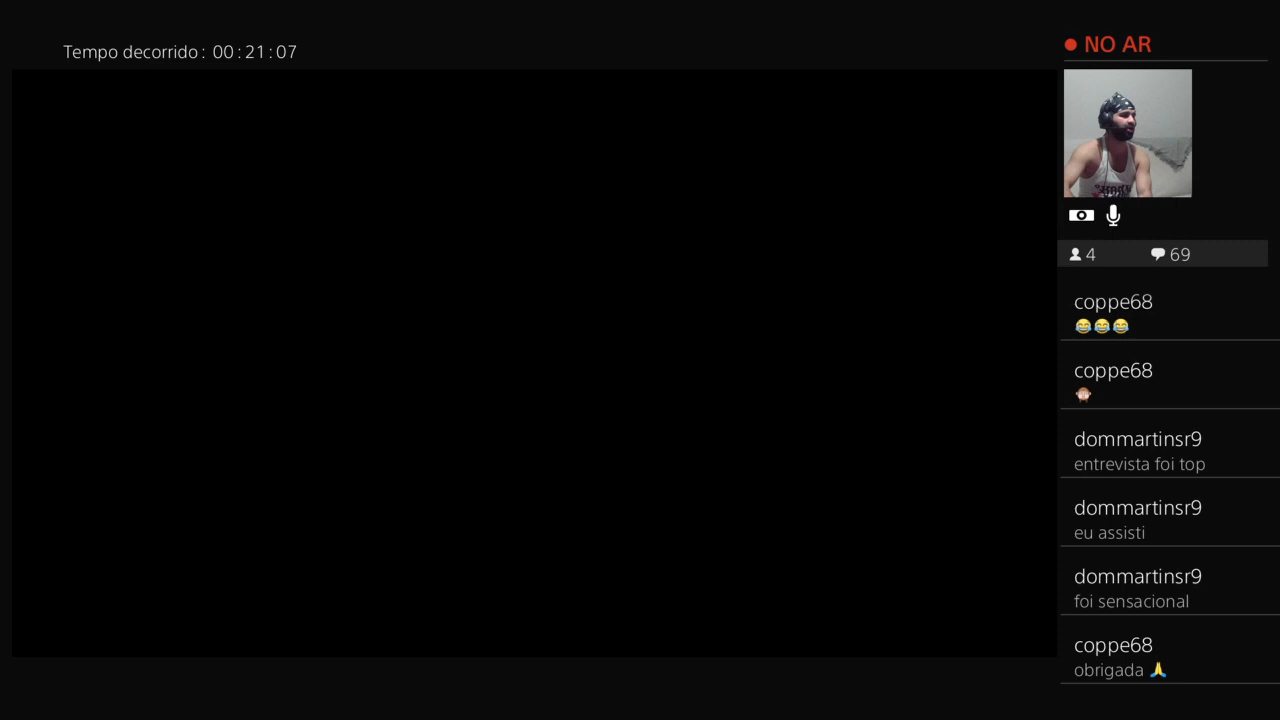 Tempo decorrido : 00 : 21 : 07
NO AR
4 69
coppe68
😂😂😂
coppe68
🙈
dommartinsr9
entrevista foi top
dommartinsr9
eu assisti
dommartinsr9
foi sensacional
coppe68
obrigada 🙏